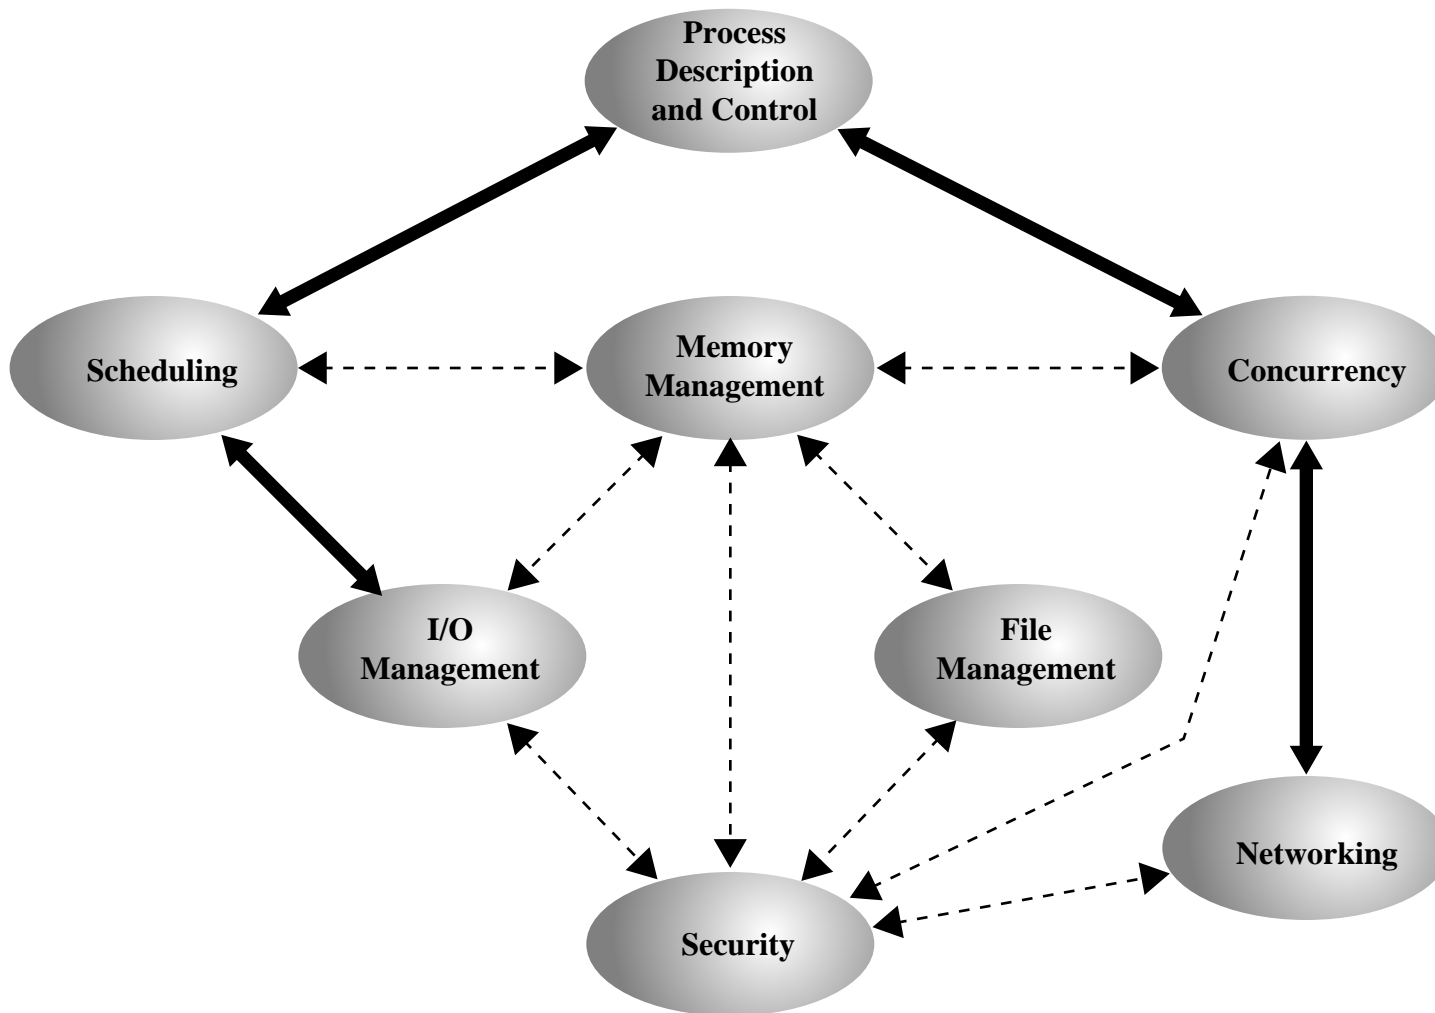 Process
Description
and Control
Scheduling
Memory
Management
Concurrency
I/O
Management
File
Management
Networking
Security